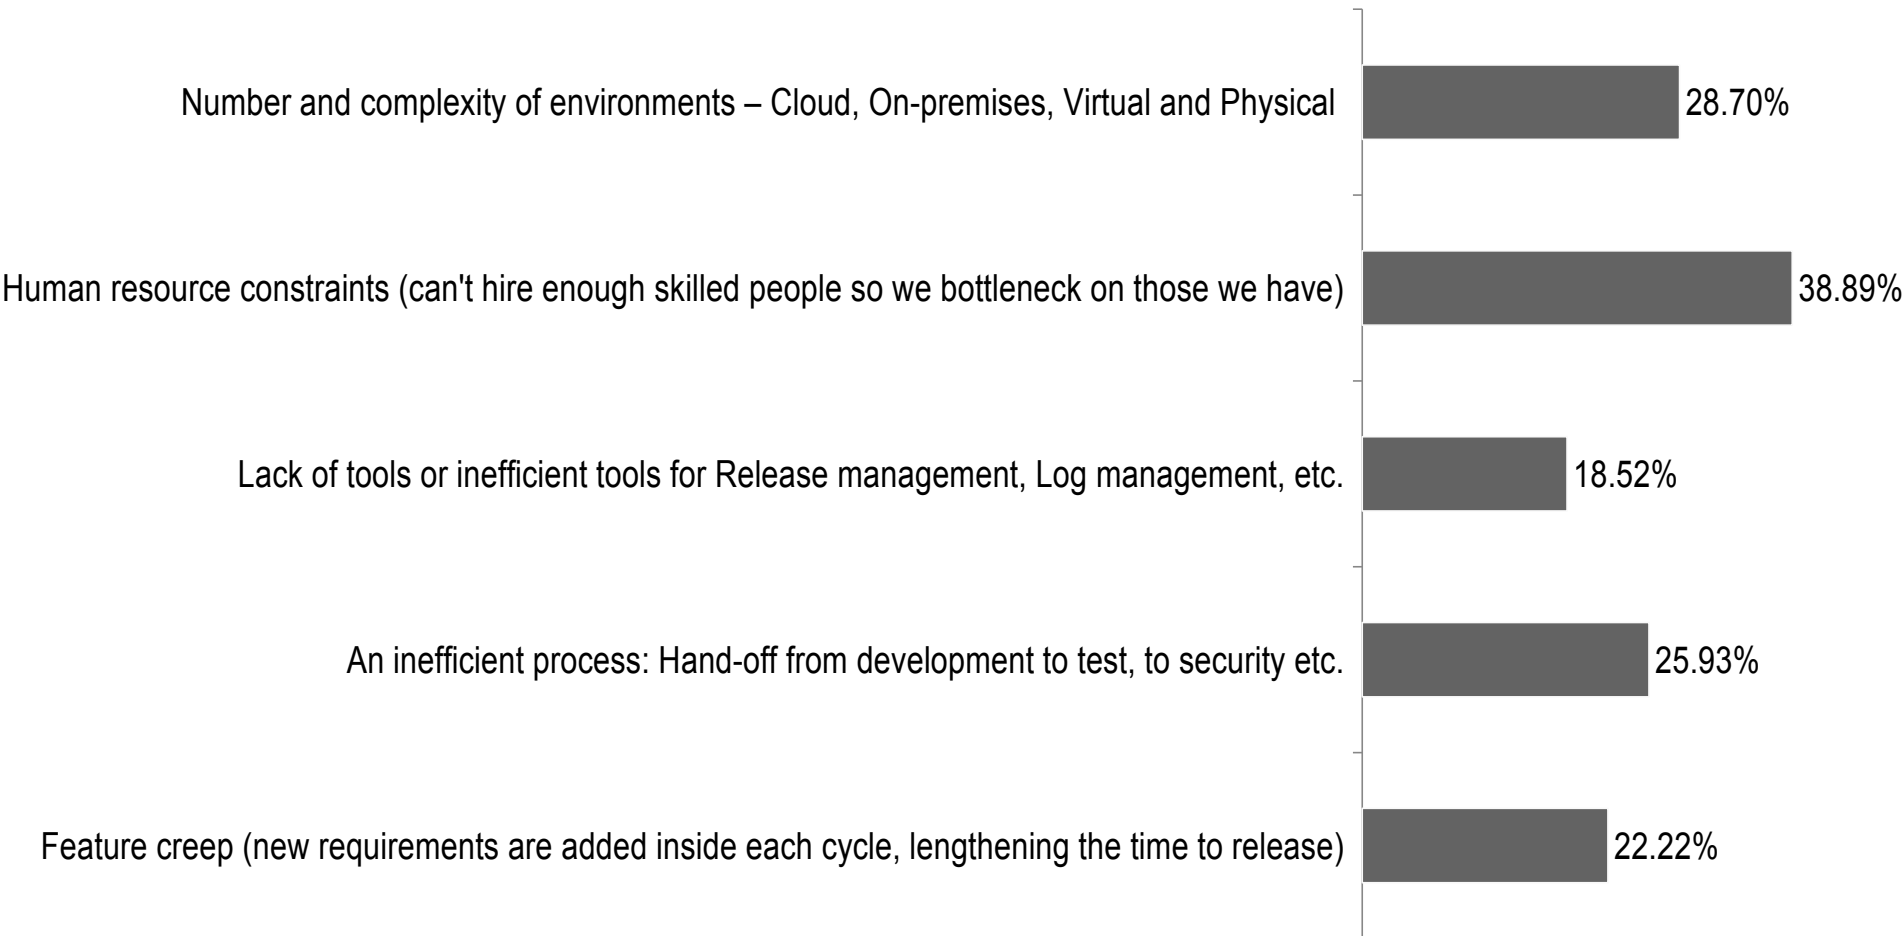 Number and complexity of environments – Cloud, On-premises, Virtual and Physical 28.70%
Human resource constraints (can't hire enough skilled people so we bottleneck on those we have) 38.89%
Lack of tools or inefficient tools for Release management, Log management, etc. 18.52%
An inefficient process: Hand-off from development to test, to security etc. 25.93%
Feature creep (new requirements are added inside each cycle, lengthening the time to release) 22.22%